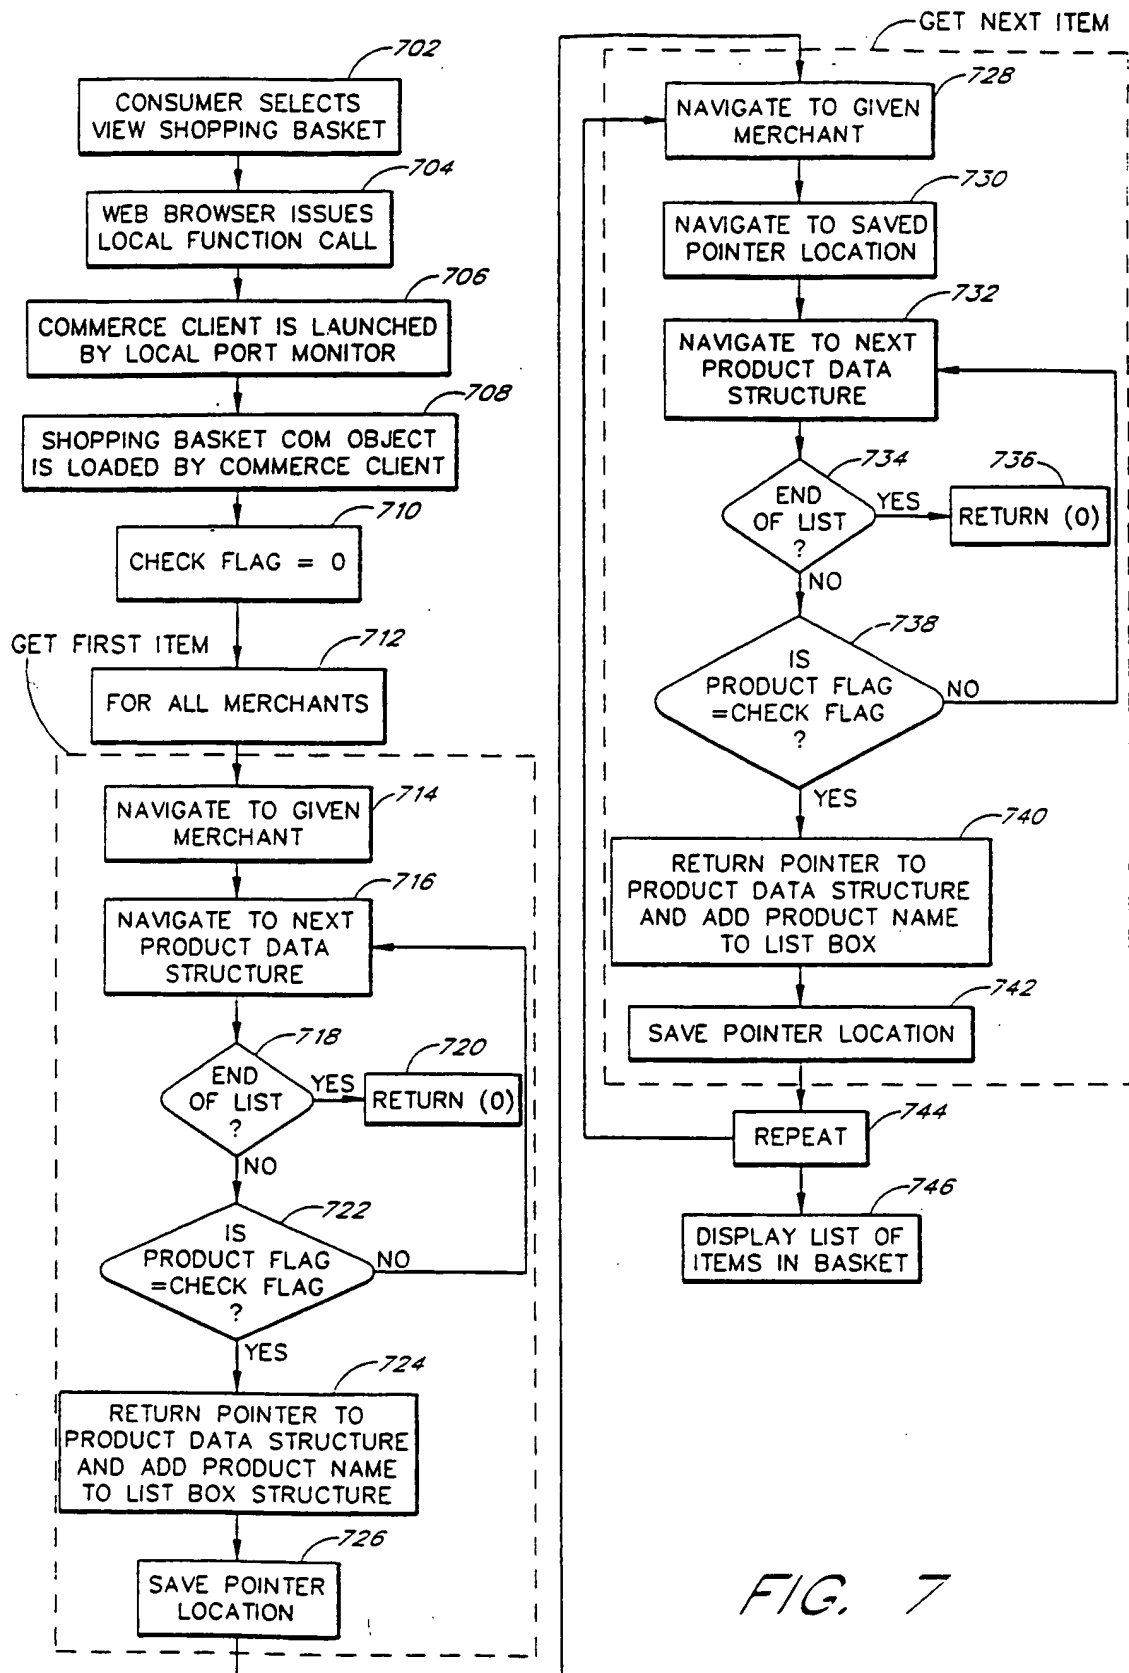 702
CONSUMER SELECTS
VIEW SHOPPING BASKET
704
WEB BROWSER ISSUES
LOCAL FUNCTION CALL
706
COMMERCE CLIENT IS LAUNCHED
BY LOCAL PORT MONITOR
708
SHOPPING BASKET COM OBJECT
IS LOADED BY COMMERCE CLIENT
710
CHECK FLAG = 0
GET FIRST ITEM
712
FOR ALL MERCHANTS
714
NAVIGATE TO GIVEN
MERCHANT
716
NAVIGATE TO NEXT
PRODUCT DATA
STRUCTURE
718
END
OF LIST
?
YES
720
RETURN (0)
NO
722
IS
PRODUCT FLAG
=CHECK FLAG
?
NO
YES
724
RETURN POINTER TO
PRODUCT DATA STRUCTURE
AND ADD PRODUCT NAME
TO LIST BOX STRUCTURE
726
SAVE POINTER
LOCATION
GET NEXT ITEM
728
NAVIGATE TO GIVEN
MERCHANT
730
NAVIGATE TO SAVED
POINTER LOCATION
732
NAVIGATE TO NEXT
PRODUCT DATA
STRUCTURE
734
END
OF LIST
?
YES
736
RETURN (0)
NO
738
IS
PRODUCT FLAG
=CHECK FLAG
?
NO
YES
740
RETURN POINTER TO
PRODUCT DATA STRUCTURE
AND ADD PRODUCT NAME
TO LIST BOX
742
SAVE POINTER LOCATION
744
REPEAT
746
DISPLAY LIST OF
ITEMS IN BASKET
FIG. 7